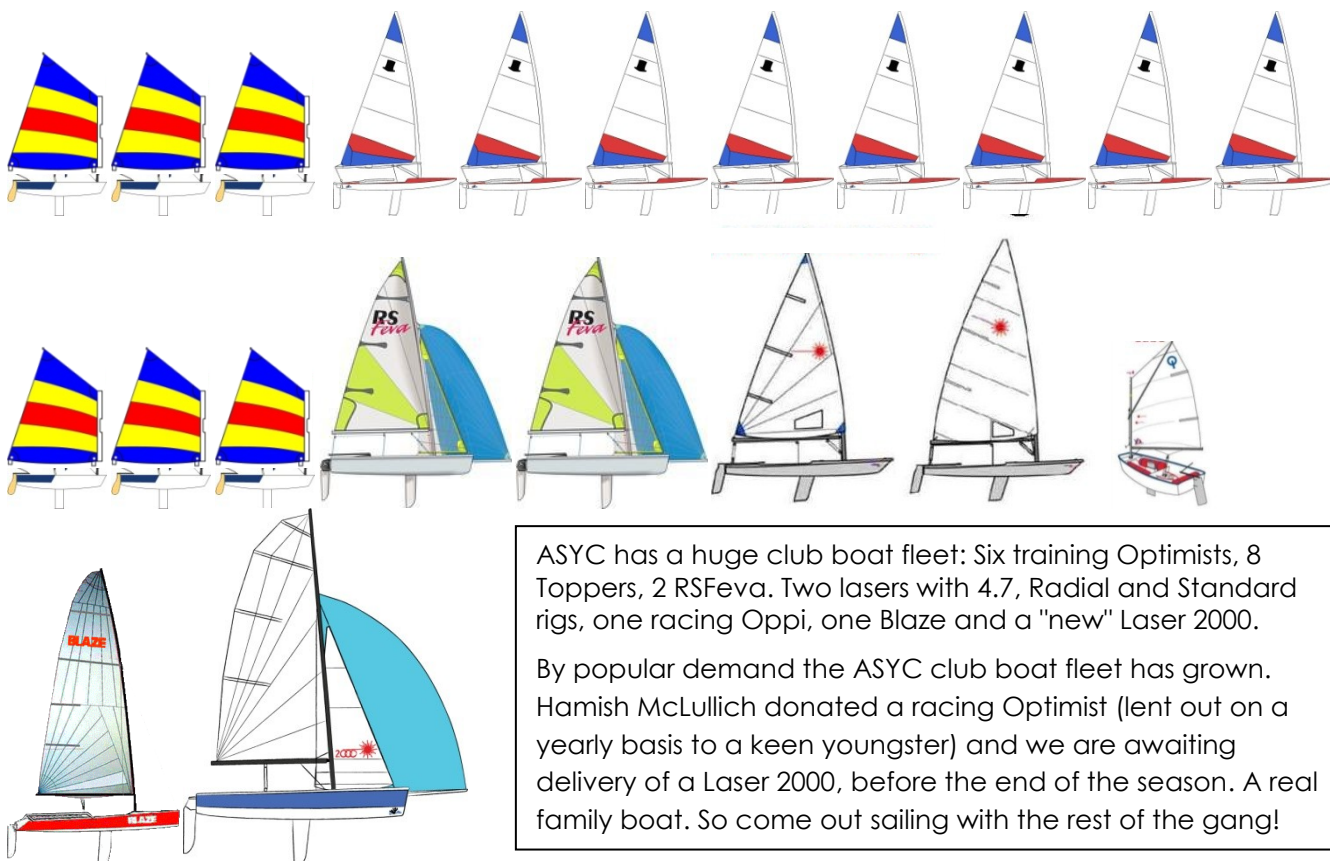 RS
Feva
RS
Feva
BLAZE
2000
BLAZE
ASYC has a huge club boat fleet: Six training Optimists, 8
Toppers, 2 RSFeva. Two lasers with 4.7, Radial and Standard
rigs, one racing Oppi, one Blaze and a "new" Laser 2000.
By popular demand the ASYC club boat fleet has grown.
Hamish McLullich donated a racing Optimist (lent out on a
yearly basis to a keen youngster) and we are awaiting
delivery of a Laser 2000, before the end of the season. A real
family boat. So come out sailing with the rest of the gang!